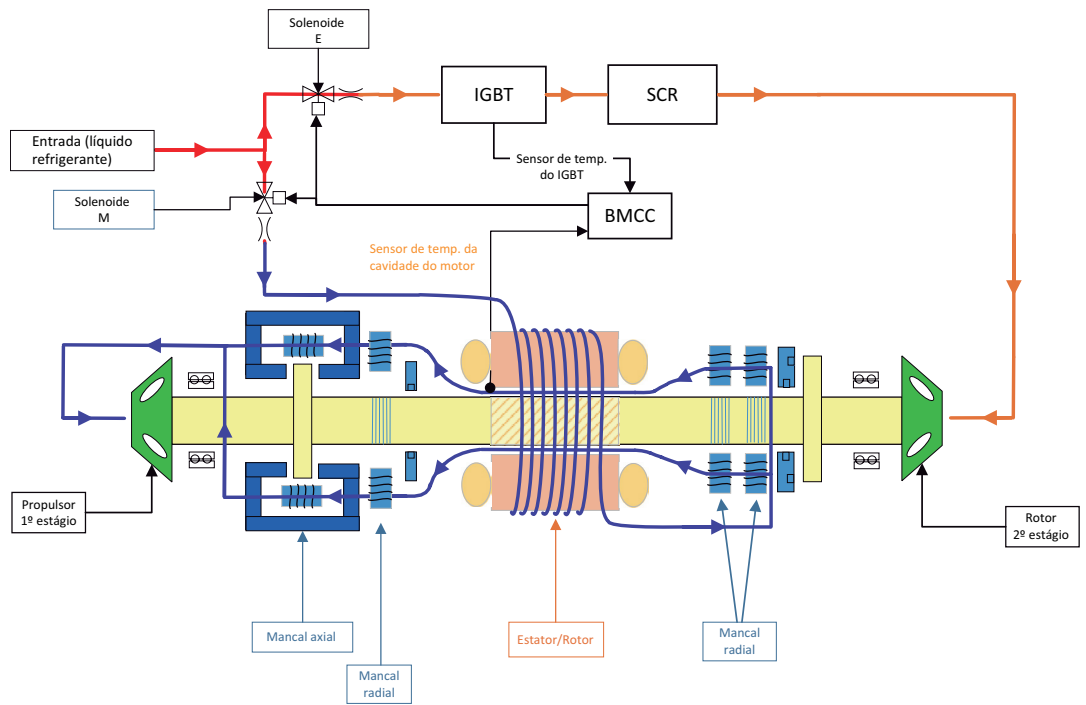 Solenoide
E
IGBT
SCR
Entrada (líquido
refrigerante)
Sensor de temp.
do IGBT
Solenoide
M
BMCC
Sensor de temp. da
cavidade do motor
Propulsor
1º estágio
Rotor
2º estágio
Mancal axial
Estator/Rotor
Mancal
radial
Mancal
radial